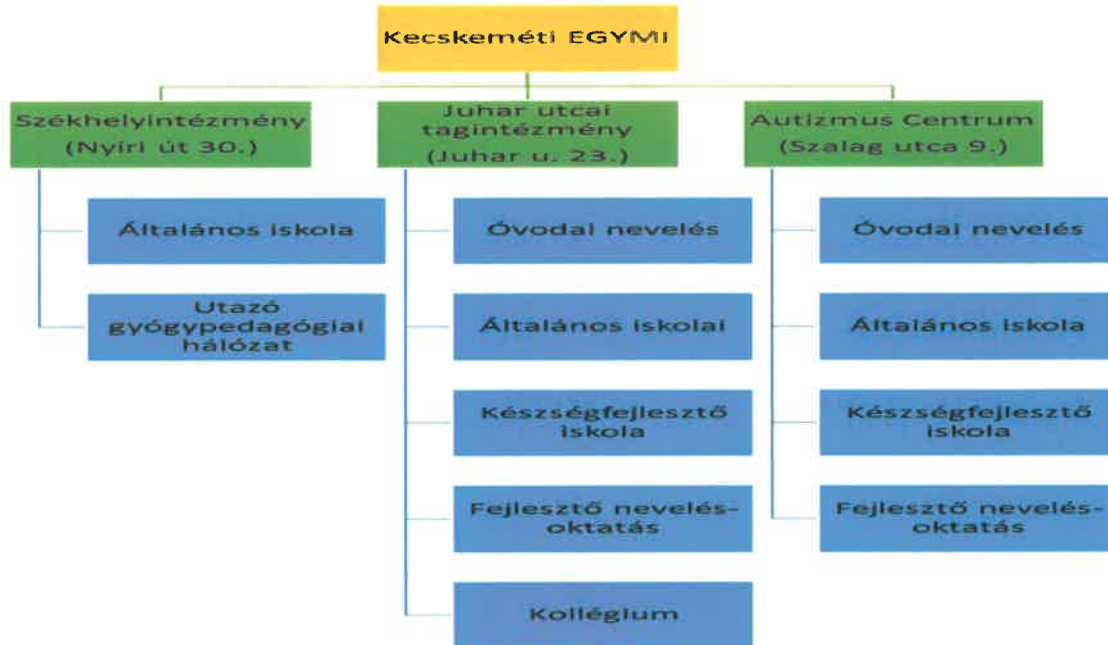 Kecskeméti EGYMI
Székhelyintézmény
(Nyíri út 30.)
Általános iskola
Utazó
gyógypedagógiai
hálózat
Juhar utcai
tagintézmény
(Juhar u. 23.)
Óvodai nevelés
Általános iskolai
Készségfejlesztő
iskola
Fejlesztő nevelés-
oktatás
Kollégium
Autizmus Centrum
(Szalag utca 9.)
Óvodai nevelés
Általános iskola
Készségfejlesztő
iskola
Fejlesztő nevelés-
oktatás